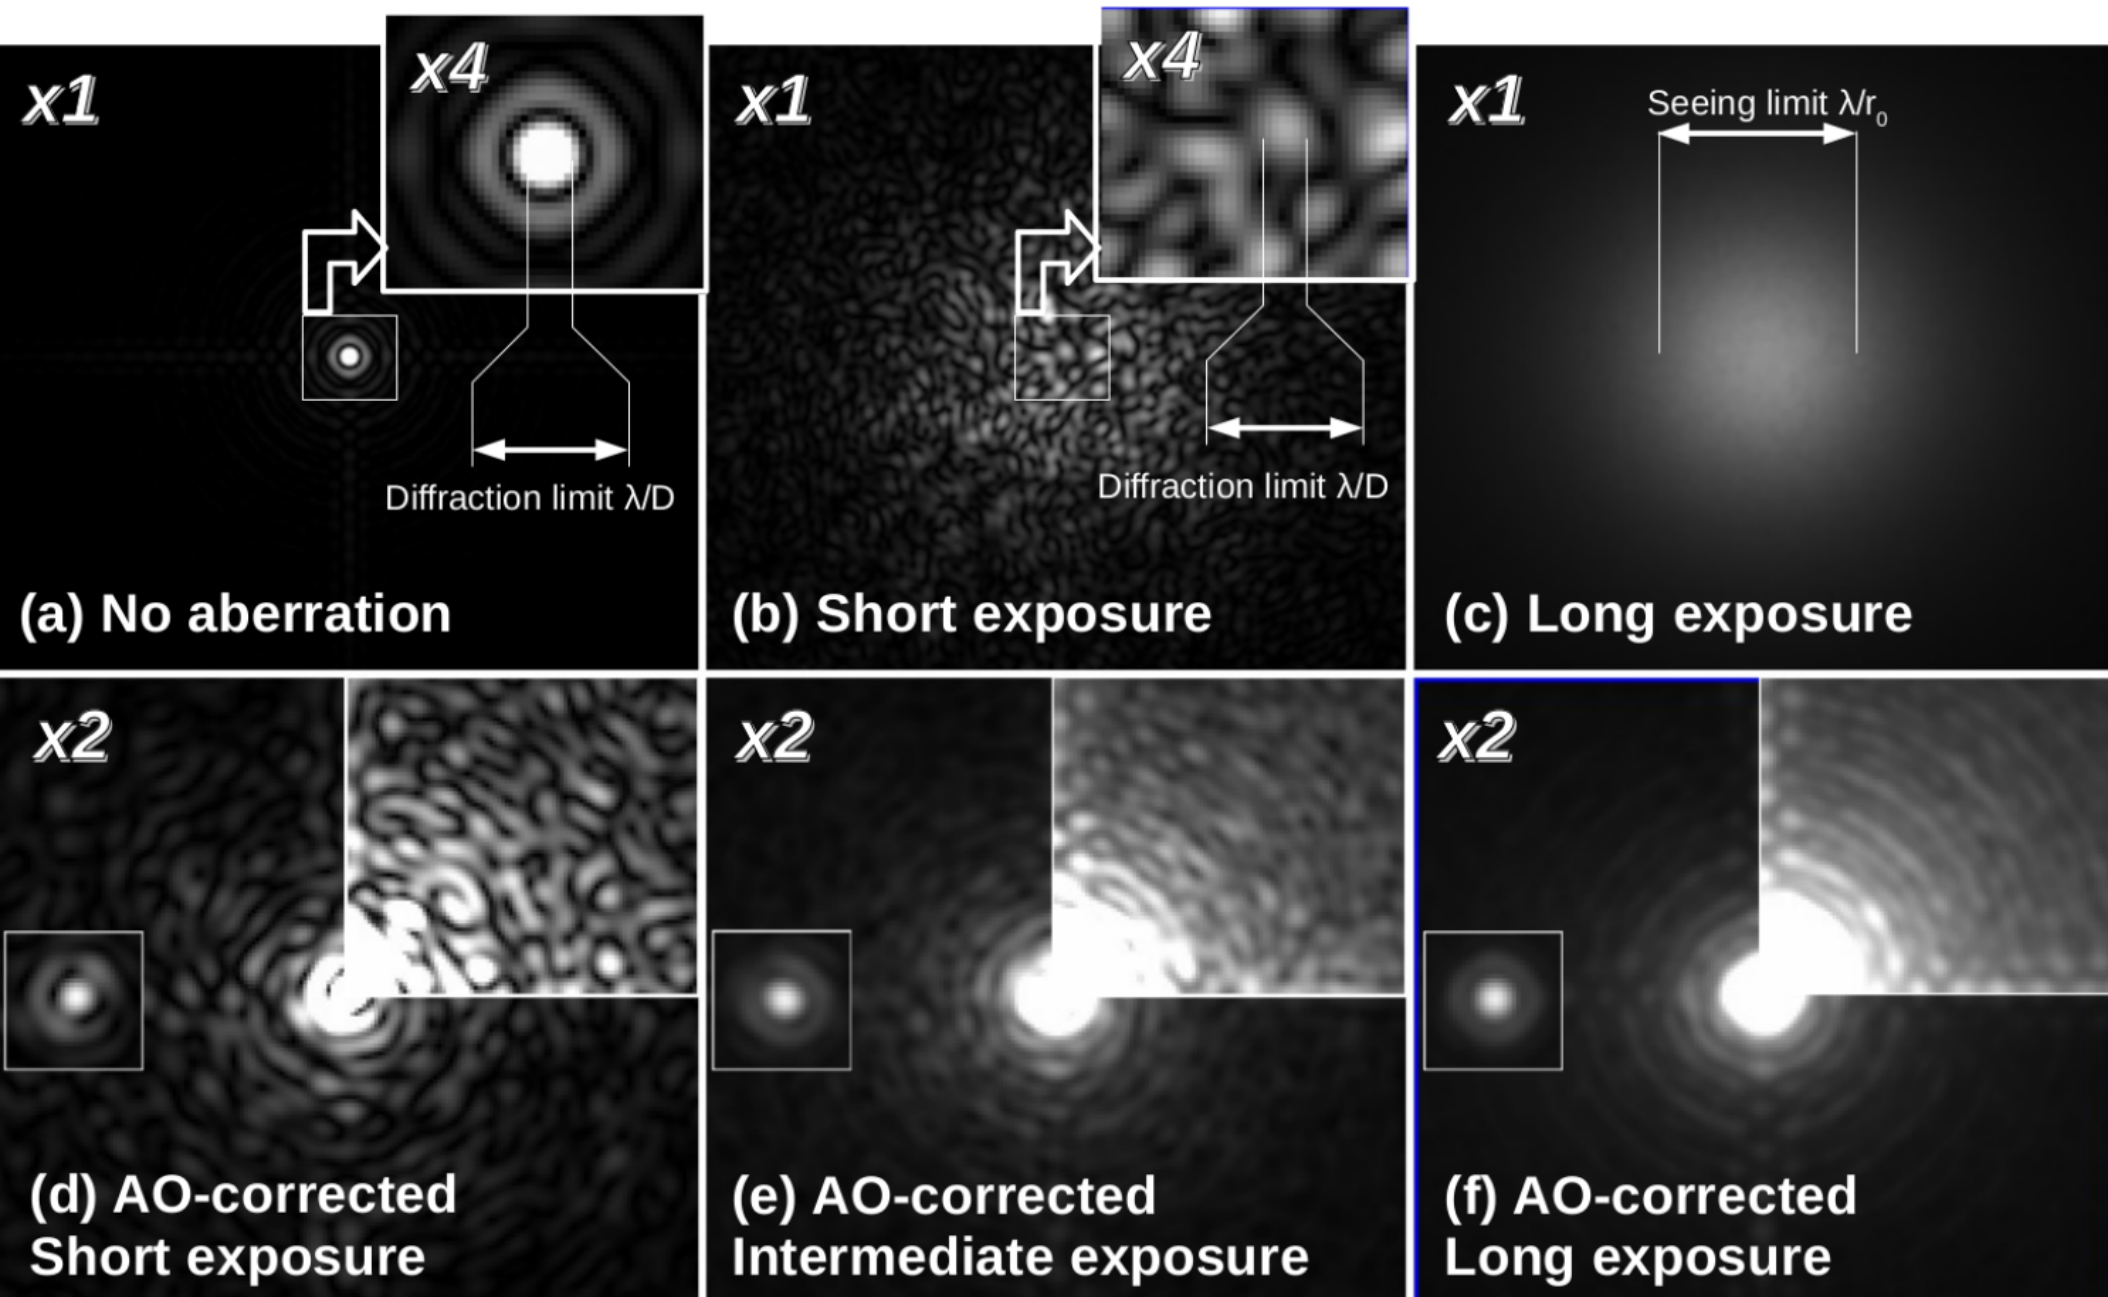 x1
x4
Diffraction limit λ/D
(a) No aberration
x1
x4
Diffraction limit λ/D
(b) Short exposure
x1
Seeing limit λ/r₀
(c) Long exposure
x2
(d) AO-corrected
Short exposure
x2
(e) AO-corrected
Intermediate exposure
x2
(f) AO-corrected
Long exposure